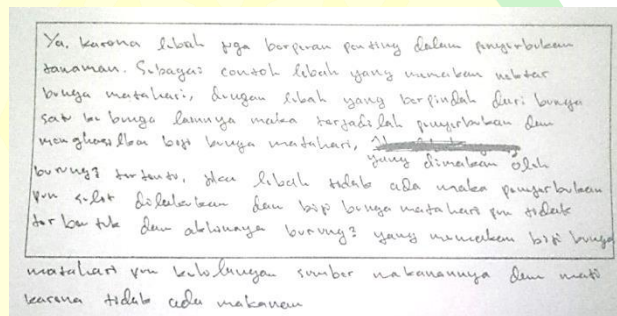 Ya, karena lebah juga berperan penting dalam penyerbukan
tanaman. Sebagai contoh lebah yang memakan nektar
bunga matahari, dengan lebah yang berpindah dari bunga
satu ke bunga lainnya maka terjadilah penyerbukan dan
menghasilkan biji bunga matahari, yang dimakan oleh
burung² tertentu, jika lebah tidak ada maka penyerbukan
pun sulit dilakukan dan biji bunga matahari pun tidak
terbentuk dan akhirnya burung² yang memakan biji bunga
matahari pun kehilangan sumber makanannya dan mati
karena tidak ada makanan